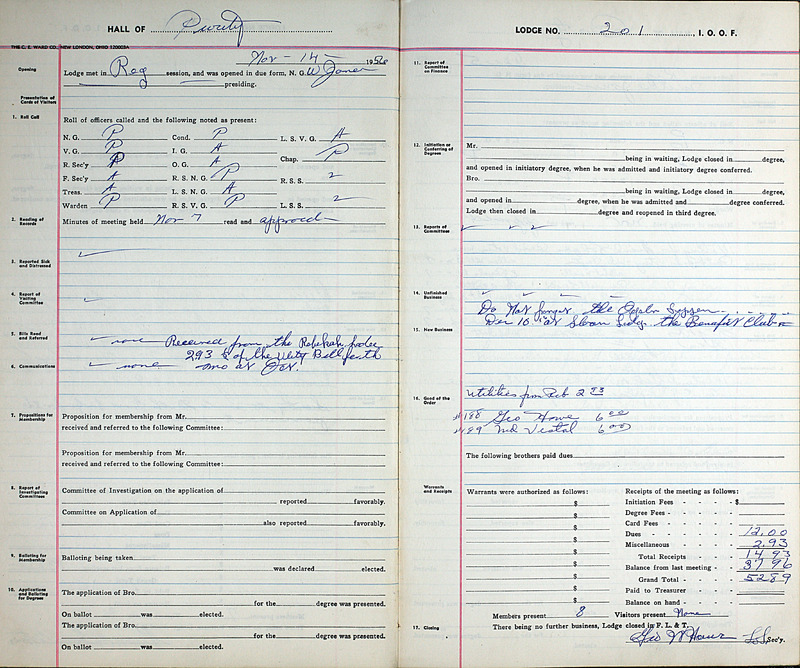 HALL OF Purity
THE C. E. WARD CO., NEW LONDON, OHIO 120003A
Nov - 14 - 1956
Opening
Lodge met in Reg session, and was opened in due form, N. G. W Jones
presiding.
Presentation of Cards of Visitors
1. Roll Call
Roll of officers called and the following noted as present:
N. G. P Cond. P L. S. V. G. A
V. G. P I. G. A Chap. P
R. Sec'y P O. G. A
F. Sec'y A R. S. N. G. P R. S. S. 2
Treas. A L. S. N. G. A
Warden P R. S. V. G. P L. S. S. 2
2. Reading of Records
Minutes of meeting held Nov 7 read and approved
3. Reported Sick and Distressed
4. Report of Visiting Committee
5. Bills Read and Referred
none Received from the Rebekah
293 of the
6. Communications
none mo at Oct.
7. Propositions for Membership
Proposition for membership from Mr.
received and referred to the following Committee:
Proposition for membership from Mr.
received and referred to the following Committee:
8. Report of Investigating Committee
Committee of Investigation on the application of
reported favorably.
Committee on Application of
also reported favorably.
9. Balloting for Membership
Balloting being taken
was declared elected.
10. Applications and Balloting for Degrees
The application of Bro.
for the degree was presented.
On ballot was elected.
The application of Bro.
for the degree was presented.
On ballot was elected.
LODGE NO. 201, I. O. O. F.
11. Report of Committee on Finance
12. Initiation or Conferring of Degrees
Mr.
being in waiting, Lodge closed in degree,
and opened in initiatory degree, when he was admitted and initiatory degree conferred.
Bro.
being in waiting, Lodge closed in degree,
and opened in degree, when he was admitted and degree conferred.
Lodge then closed in degree and reopened in third degree.
13. Reports of Committees
14. Unfinished Business
Do Not forget the Supper
15. New Business
Dec 10 at the Benefit Club
16. Good of the Order
Utilities from Feb 2
#188 Geo Howe 6 00
#189 Vestal 6 00
The following brothers paid dues
Warrants and Receipts
Warrants were authorized as follows:
$
$
$
$
$
$
$
$
$
Receipts of the meeting as follows:
Initiation Fees - - - $
Degree Fees - - - -
Card Fees - - - -
Dues - - - - - 12.00
Miscellaneous - - - - 2.93
Total Receipts - - 14 93
Balance from last meeting - - 37 96
Grand Total - - - 52 89
Paid to Treasurer - - -
Balance on hand - - - -
Members present 8 Visitors present None
17. Closing
There being no further business, Lodge closed in F. L. & T.
Geo W Howe Sec'y.